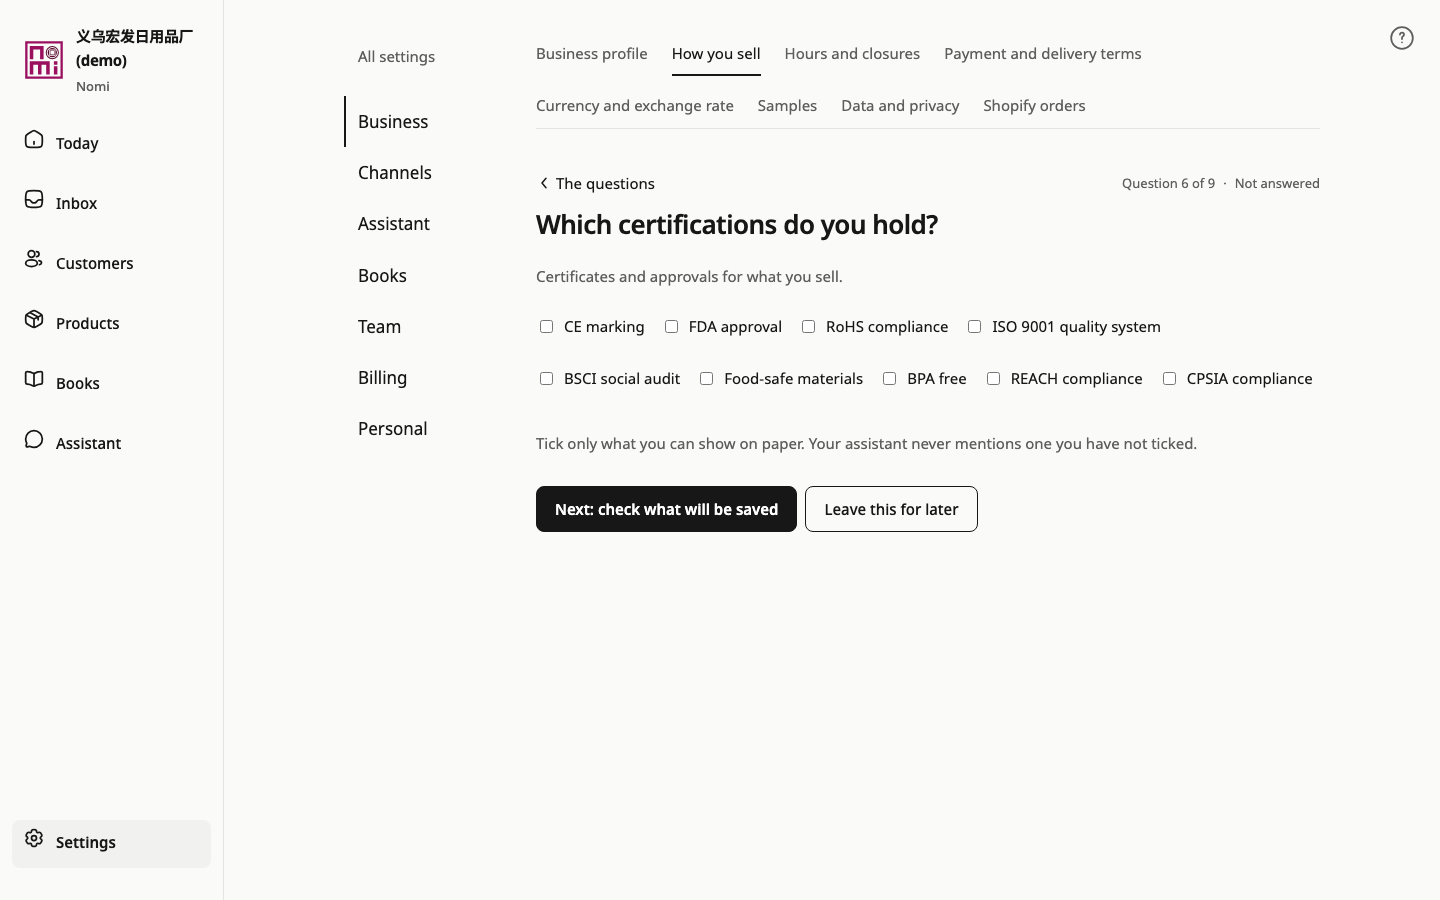 义乌宏发日用品厂
(demo)
Nomi
Today
Inbox
Customers
Products
Books
Assistant
Settings
All settings
Business
Channels
Assistant
Books
Team
Billing
Personal
Business profile How you sell Hours and closures Payment and delivery terms
Currency and exchange rate Samples Data and privacy Shopify orders
The questions
Question 6 of 9 · Not answered
Which certifications do you hold?
Certificates and approvals for what you sell.
CE marking FDA approval RoHS compliance ISO 9001 quality system
BSCI social audit Food-safe materials BPA free REACH compliance CPSIA compliance
Tick only what you can show on paper. Your assistant never mentions one you have not ticked.
Next: check what will be saved Leave this for later